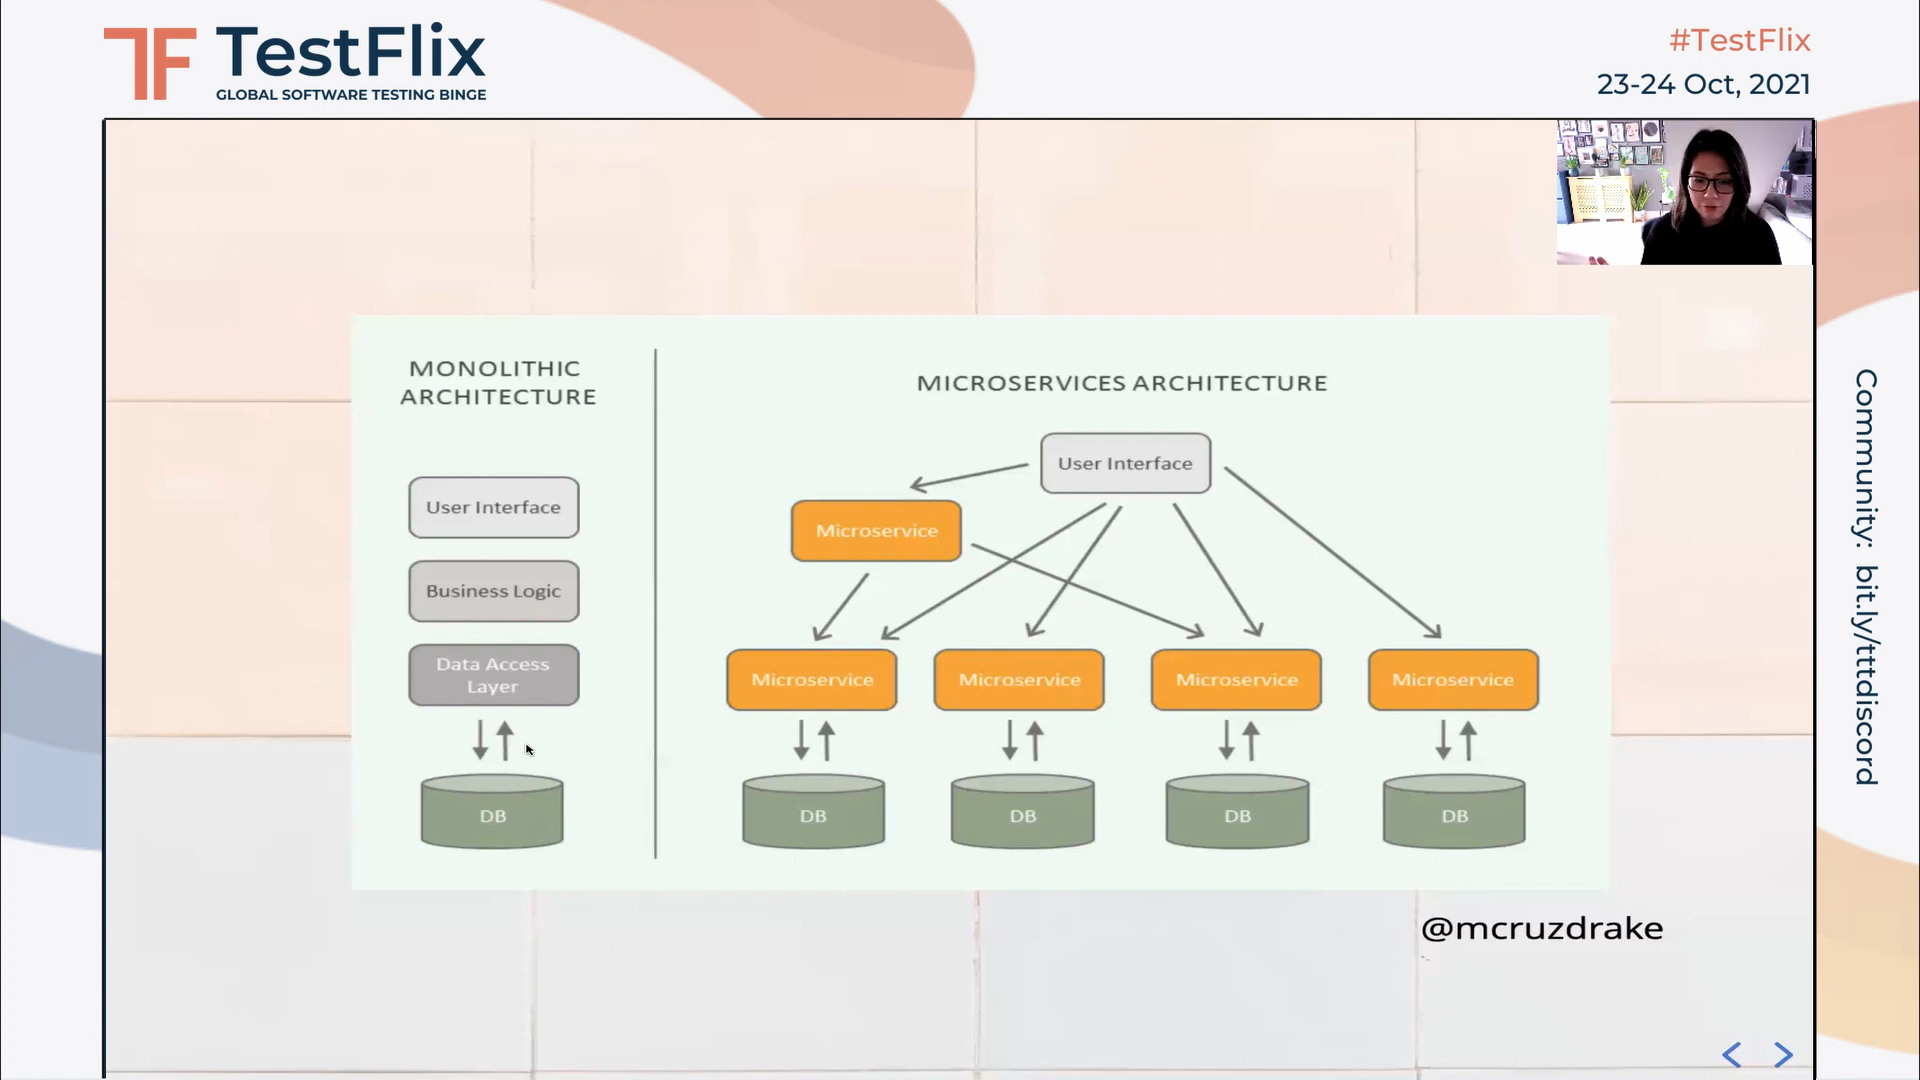 TF TestFlix
GLOBAL SOFTWARE TESTING BINGE
#TestFlix
23-24 Oct, 2021
MONOLITHIC
ARCHITECTURE
User Interface
Business Logic
Data Access
Layer
DB
MICROSERVICES ARCHITECTURE
User Interface
Microservice
Microservice
Microservice
Microservice
Microservice
DB
DB
DB
DB
@mcruzdrake
Community: bit.ly/tttdiscord